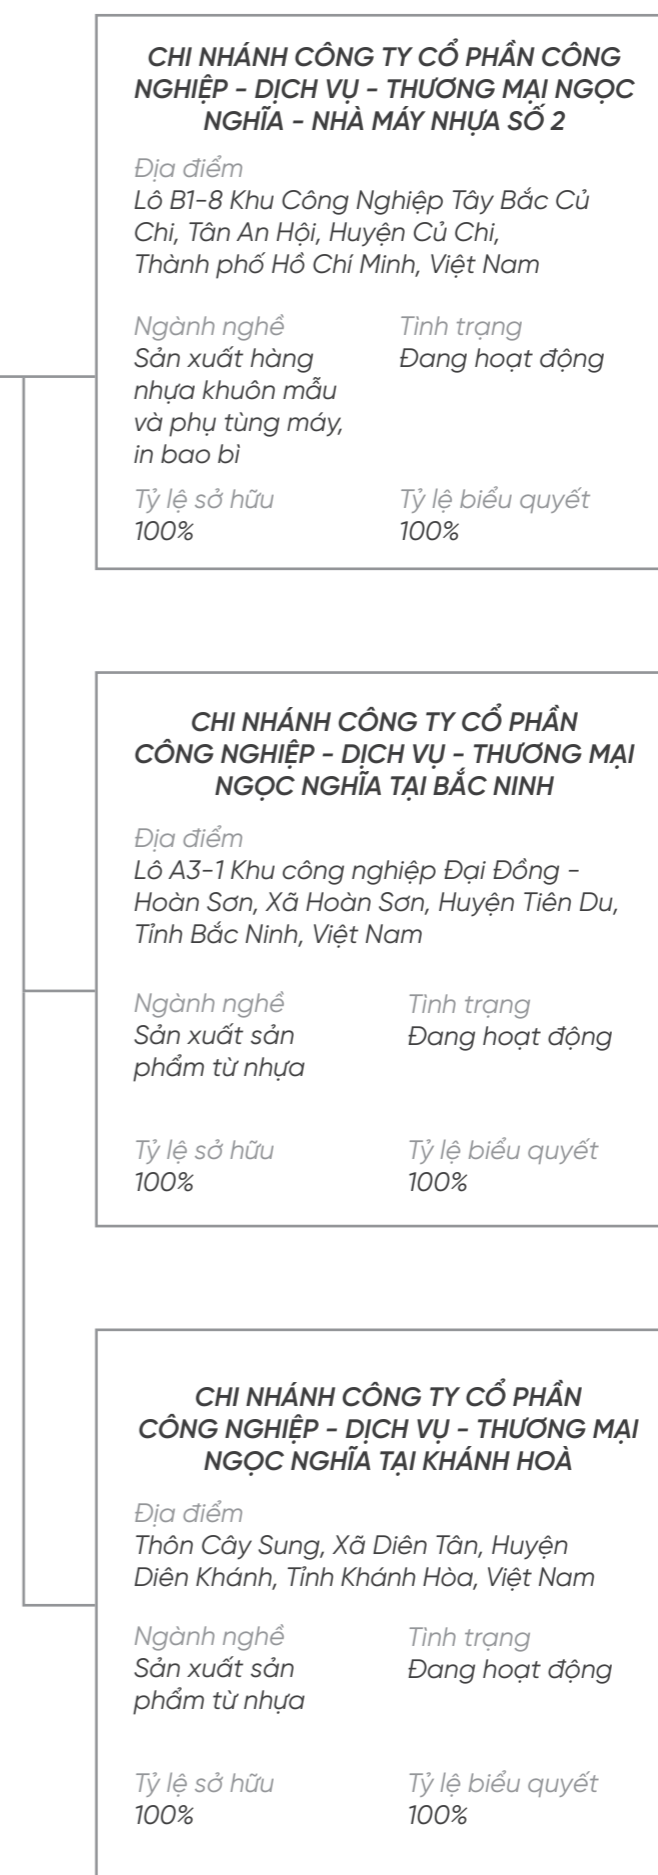 CHI NHÁNH CÔNG TY CỔ PHẦN CÔNG
NGHIỆP - DỊCH VỤ - THƯƠNG MẠI NGỌC
NGHĨA - NHÀ MÁY NHỰA SỐ 2
Địa điểm
Lô B1-8 Khu Công Nghiệp Tây Bắc Củ
Chi, Tân An Hội, Huyện Củ Chi,
Thành phố Hồ Chí Minh, Việt Nam
Ngành nghề
Sản xuất hàng
nhựa khuôn mẫu
và phụ tùng máy,
in bao bì
Tình trạng
Đang hoạt động
Tỷ lệ sở hữu
100%
Tỷ lệ biểu quyết
100%
CHI NHÁNH CÔNG TY CỔ PHẦN
CÔNG NGHIỆP - DỊCH VỤ - THƯƠNG MẠI
NGỌC NGHĨA TẠI BẮC NINH
Địa điểm
Lô A3-1 Khu công nghiệp Đại Đồng -
Hoàn Sơn, Xã Hoàn Sơn, Huyện Tiên Du,
Tỉnh Bắc Ninh, Việt Nam
Ngành nghề
Sản xuất sản
phẩm từ nhựa
Tình trạng
Đang hoạt động
Tỷ lệ sở hữu
100%
Tỷ lệ biểu quyết
100%
CHI NHÁNH CÔNG TY CỔ PHẦN
CÔNG NGHIỆP - DỊCH VỤ - THƯƠNG MẠI
NGỌC NGHĨA TẠI KHÁNH HOÀ
Địa điểm
Thôn Cây Sung, Xã Diên Tân, Huyện
Diên Khánh, Tỉnh Khánh Hòa, Việt Nam
Ngành nghề
Sản xuất sản
phẩm từ nhựa
Tình trạng
Đang hoạt động
Tỷ lệ sở hữu
100%
Tỷ lệ biểu quyết
100%